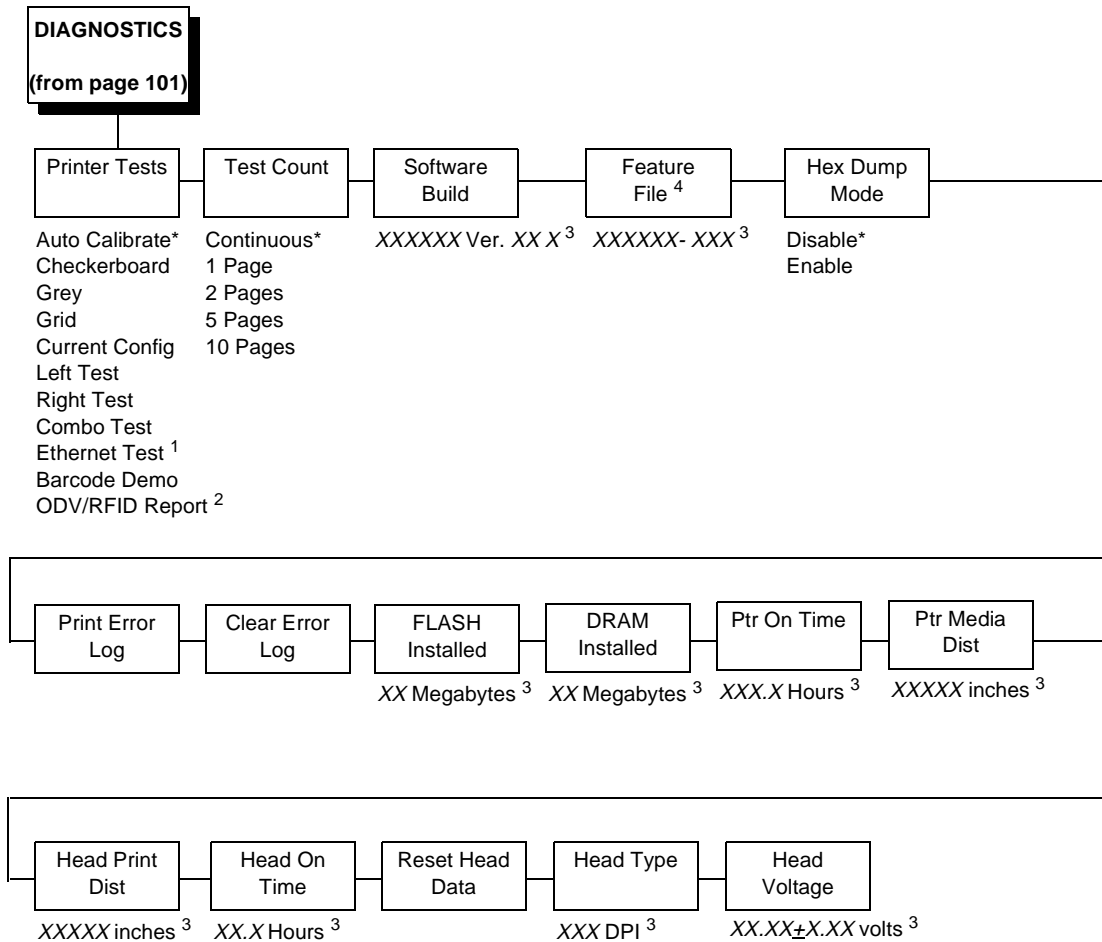 DIAGNOSTICS
(from page 101)
Printer Tests
Auto Calibrate*
Checkerboard
Grey
Grid
Current Config
Left Test
Right Test
Combo Test
Ethernet Test 1
Barcode Demo
ODV/RFID Report 2
Test Count
Continuous*
1 Page
2 Pages
5 Pages
10 Pages
Software
Build
XXXXXX Ver. XX X 3
Feature
File 4
XXXXXX- XXX 3
Hex Dump
Mode
Disable*
Enable
Print Error
Log
Clear Error
Log
FLASH
Installed
XX Megabytes 3
DRAM
Installed
XX Megabytes 3
Ptr On Time
XXX.X Hours 3
Ptr Media
Dist
XXXXX inches 3
Head Print
Dist
XXXXX inches 3
Head On
Time
XX.X Hours 3
Reset Head
Data
Head Type
XXX DPI 3
Head
Voltage
XX.XX±X.XX volts 3